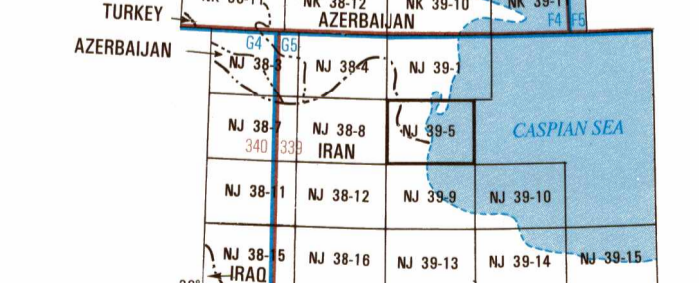 NK 38-12
NK 39-10
TURKEY
AZERBAIJAN
F4 F5
AZERBAIJAN
G4 G5
NJ 38-3
NJ 38-4
NJ 39-1
NJ 38-7
NJ 38-8
NJ 39-5
CASPIAN SEA
340 339
IRAN
NJ 38-11
NJ 38-12
NJ 39-9
NJ 39-10
NJ 38-15
NJ 38-16
NJ 39-13
NJ 39-14
NJ 39-15
IRAQ